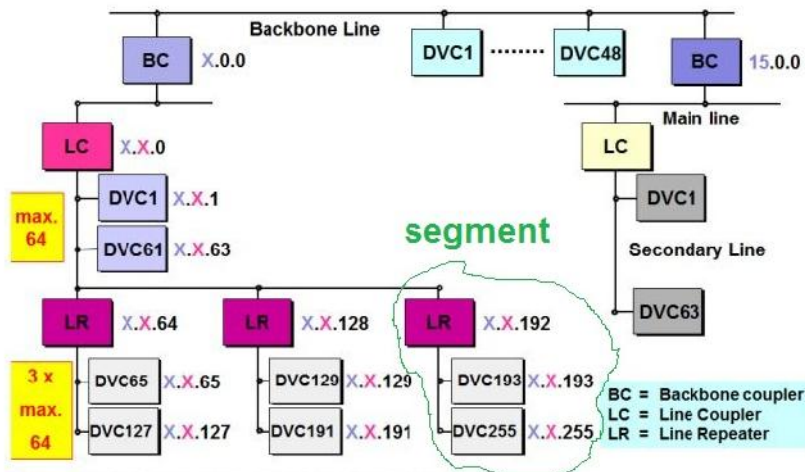 Backbone Line
BC X.0.0
DVC1 ........ DVC48
BC 15.0.0
Main line
LC X.X.0
LC
max.
64
DVC1 X.X.1
DVC61 X.X.63
DVC1
segment
Secondary Line
DVC63
LR X.X.64
LR X.X.128
LR X.X.192
3 x
max.
64
DVC65 X.X.65
DVC129 X.X.129
DVC193 X.X.193
DVC127 X.X.127
DVC191 X.X.191
DVC255 X.X.255
BC = Backbone coupler
LC = Line Coupler
LR = Line Repeater